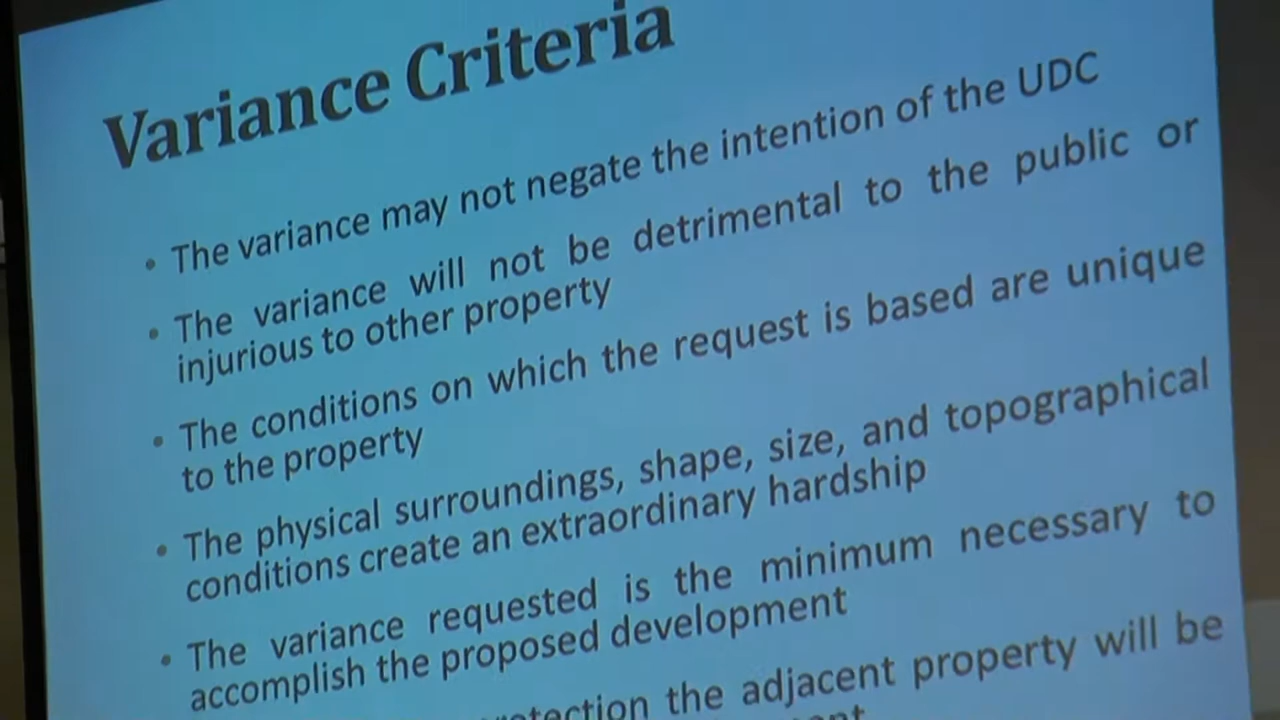 Variance Criteria
• The variance may not negate the intention of the UDC
• The variance will not be detrimental to the public or
injurious to other property
• The conditions on which the request is based are unique
to the property
• The physical surroundings, shape, size, and topographical
conditions create an extraordinary hardship
• The variance requested is the minimum necessary to
accomplish the proposed development
the adjacent property will be